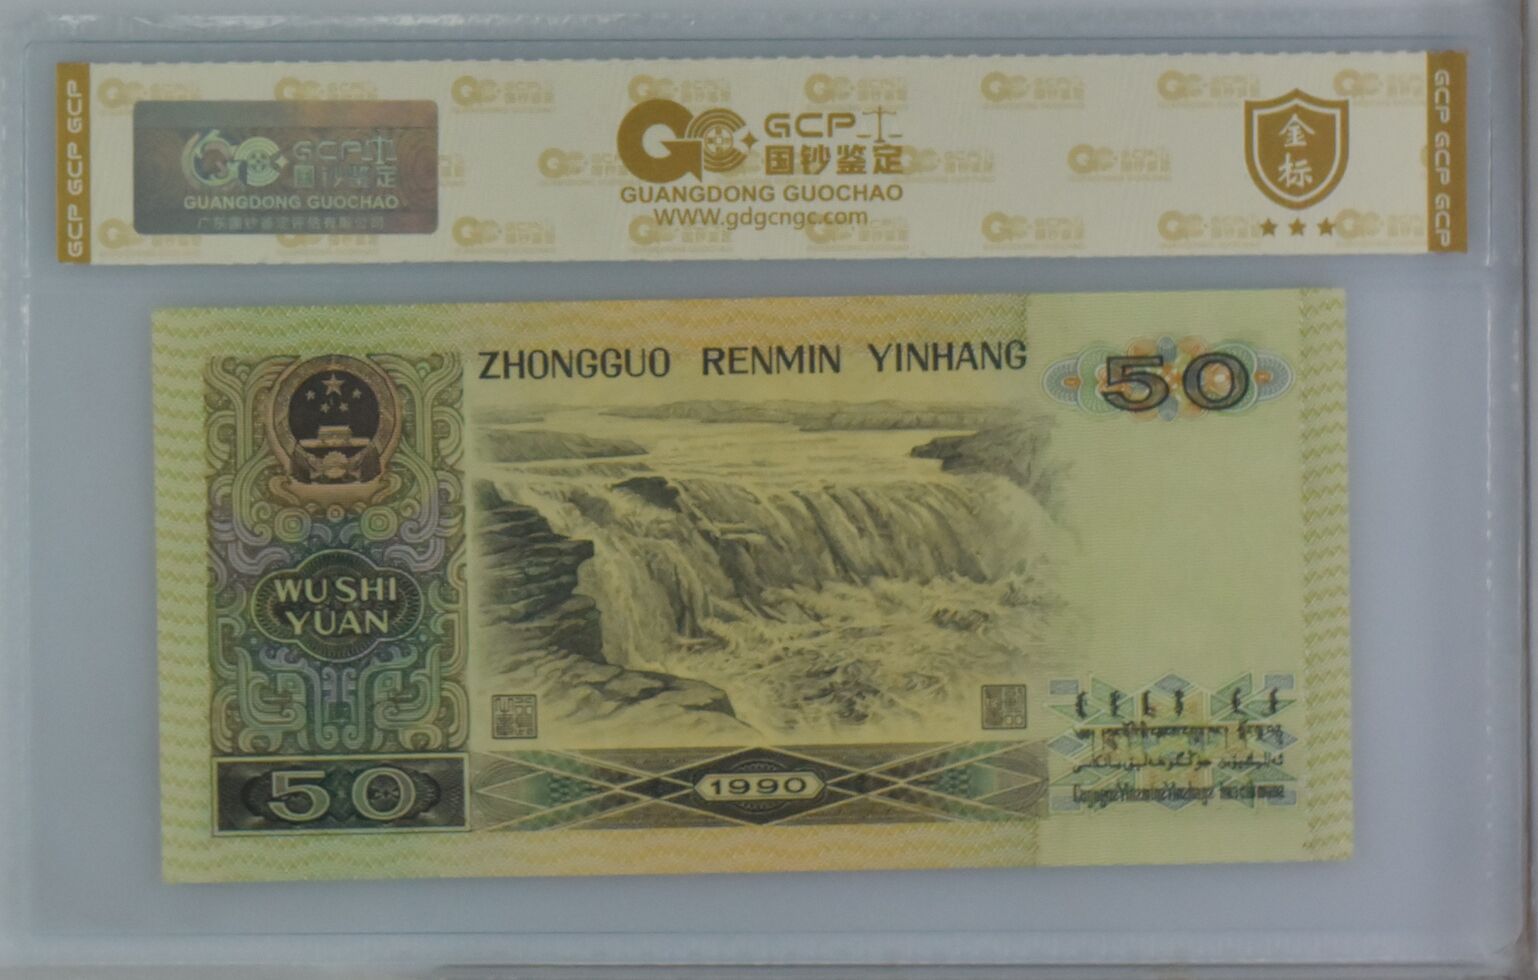 GCP GCP GCP
GCP
国钞鉴定
GUANGDONG GUOCHAO
广东国钞鉴定评估有限公司
GCP
国钞鉴定
GUANGDONG GUOCHAO
WWW.gdgcngc.com
金
标
GCP GCP GCP
ZHONGGUO RENMIN YINHANG
50
WU SHI
YUAN
50
1990